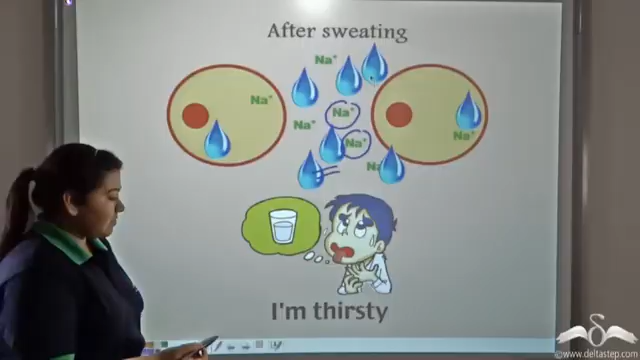 After sweating
Na⁺
Na⁺
Na⁺
Na⁺
Na⁺
Na⁺
Na
I'm thirsty
©www.deltastep.com